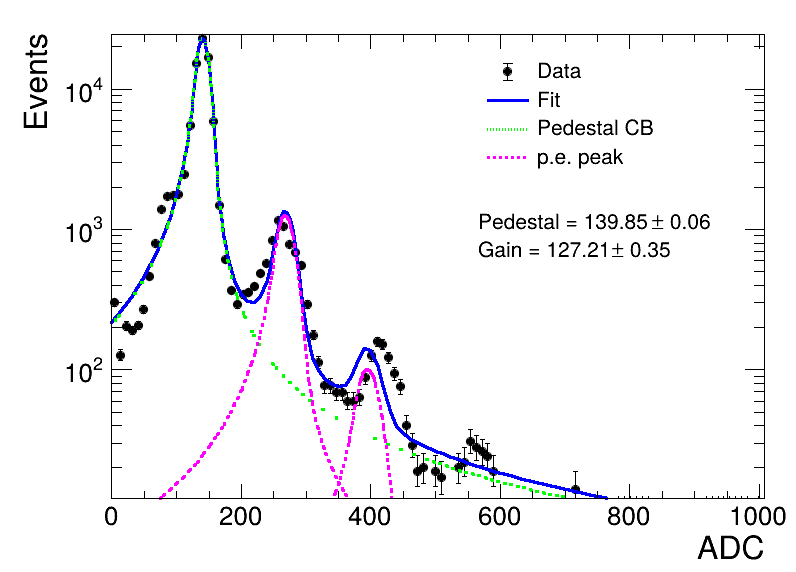 Events
10^4
10^3
10^2
Data
Fit
Pedestal CB
p.e. peak
Pedestal = 139.85 ± 0.06
Gain = 127.21 ± 0.35
0 200 400 600 800 1000
ADC